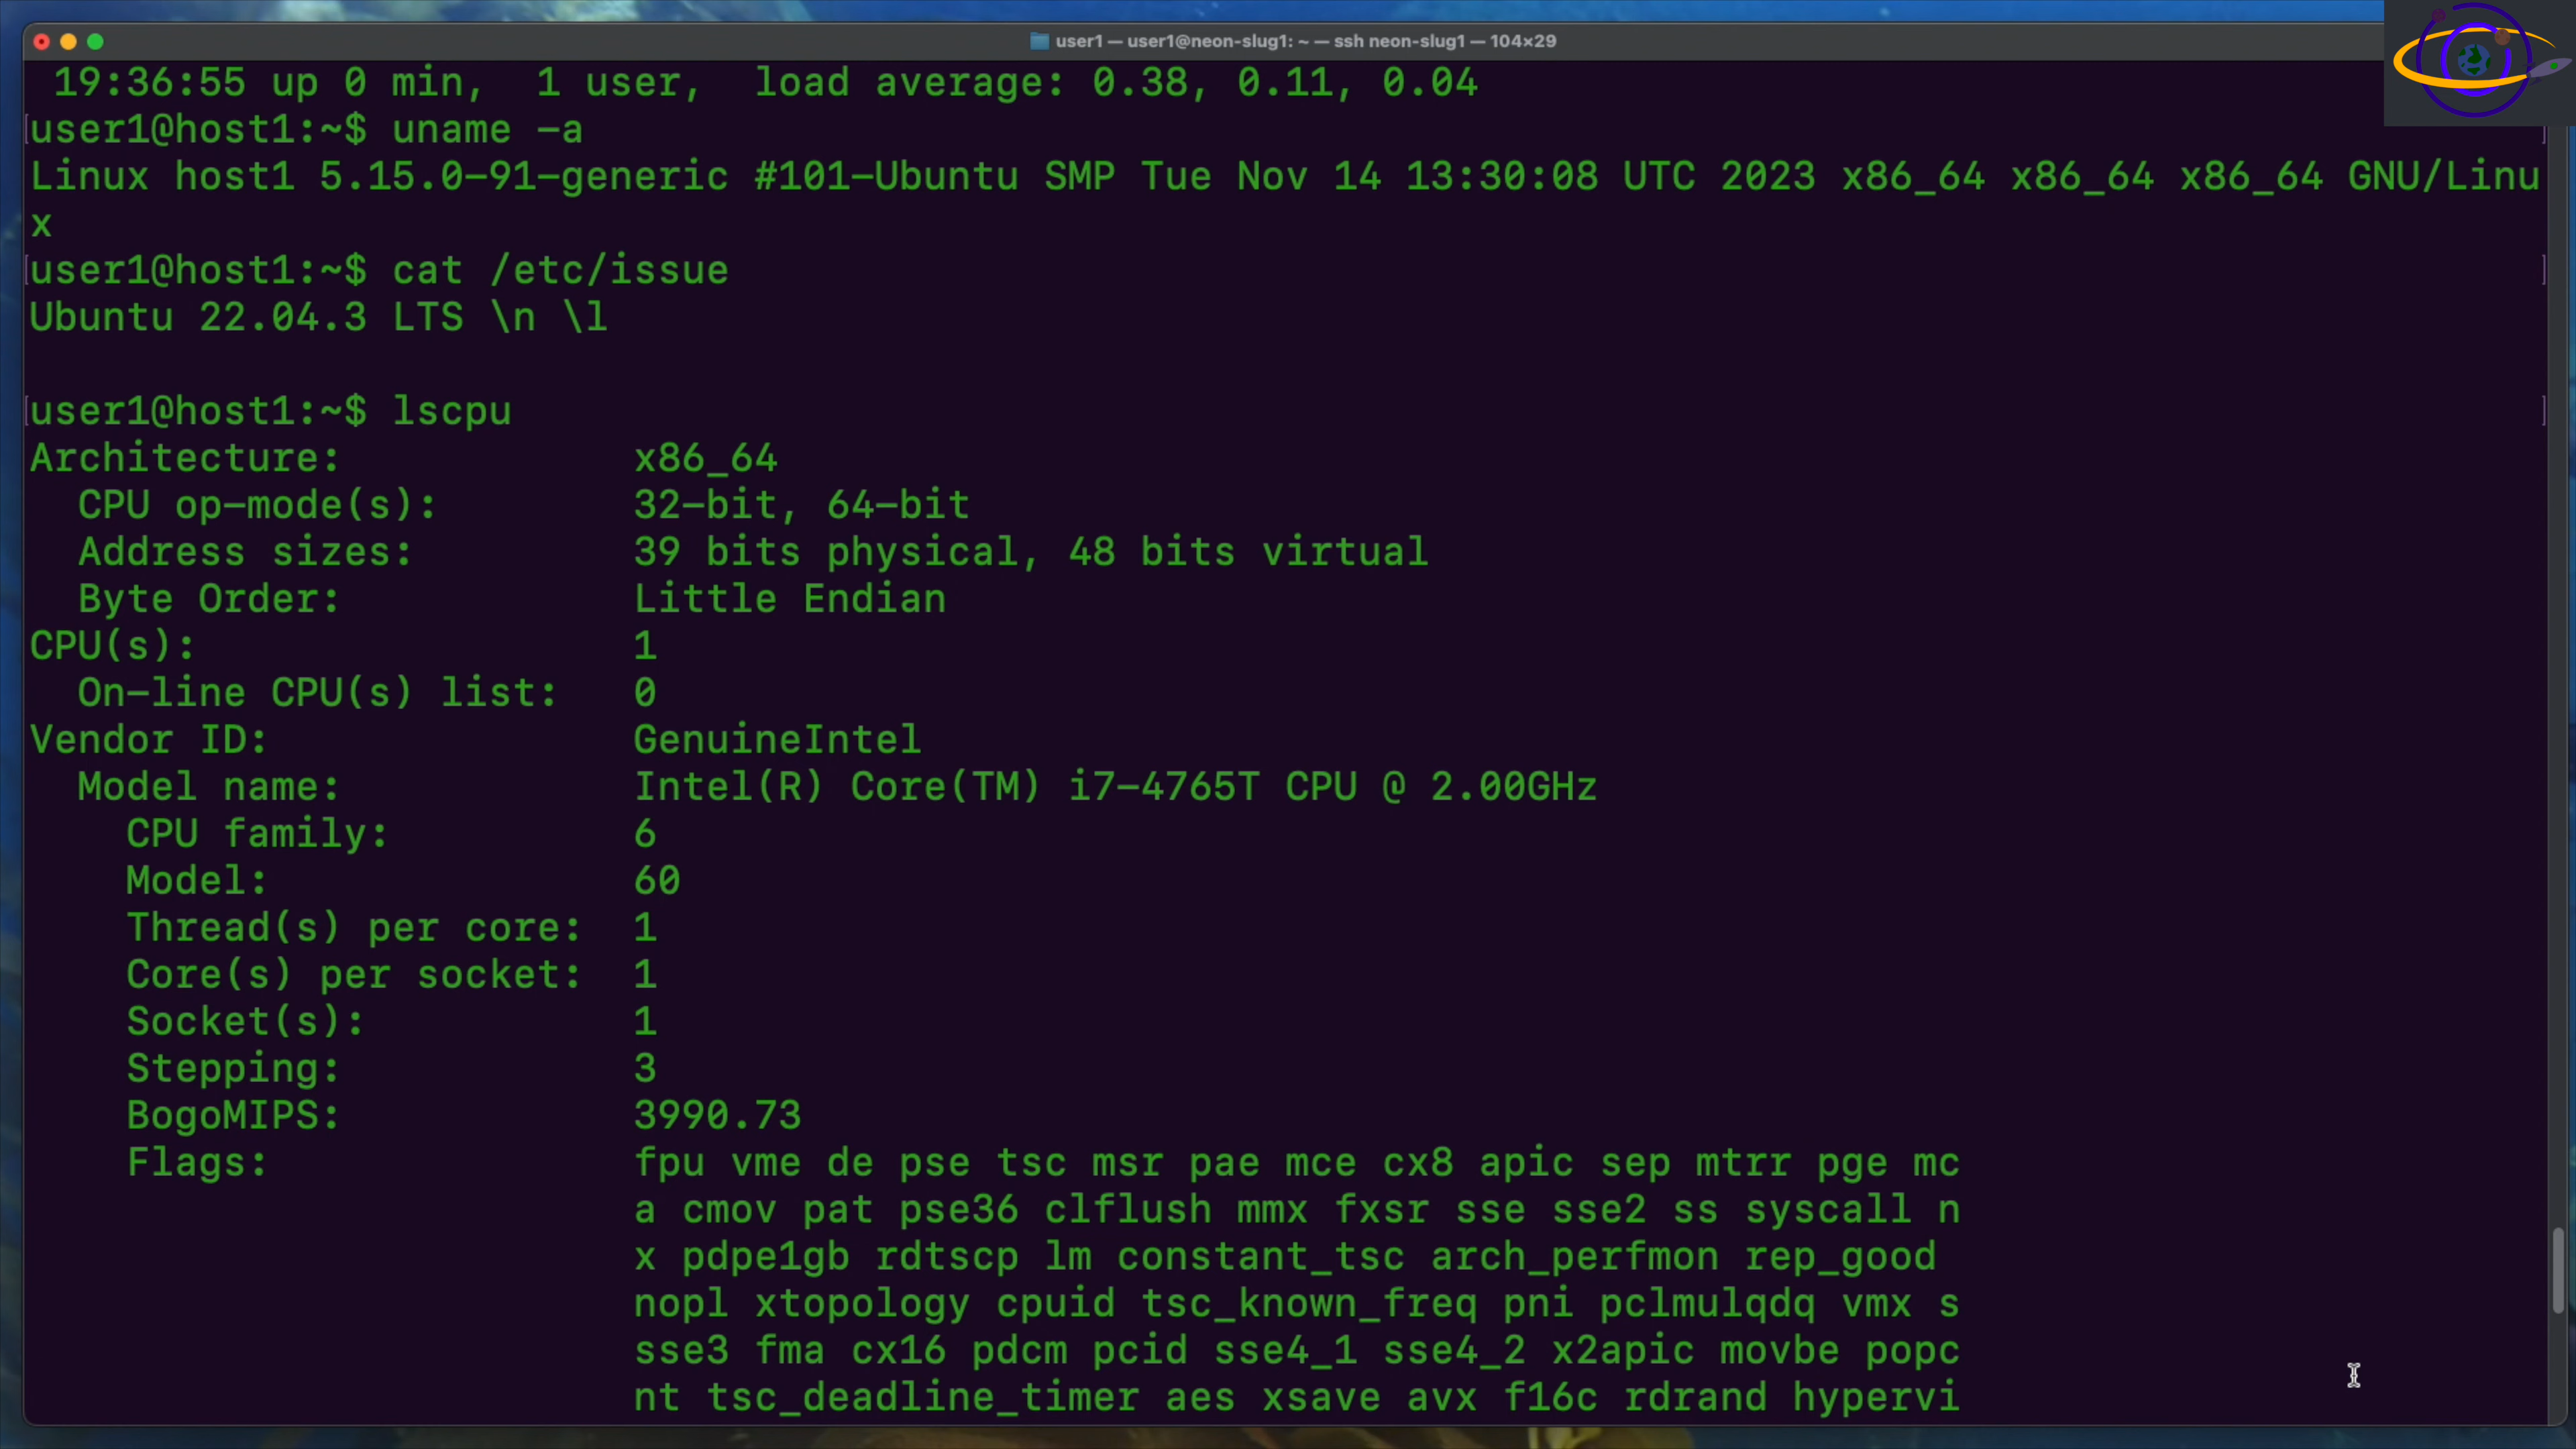 user1 — user1@neon-slug1: ~ — ssh neon-slug1 — 104×29
19:36:55 up 0 min,  1 user,  load average: 0.38, 0.11, 0.04
user1@host1:~$ uname -a
Linux host1 5.15.0-91-generic #101-Ubuntu SMP Tue Nov 14 13:30:08 UTC 2023 x86_64 x86_64 x86_64 GNU/Linu
x
user1@host1:~$ cat /etc/issue
Ubuntu 22.04.3 LTS \n \l
user1@host1:~$ lscpu
Architecture: x86_64
CPU op-mode(s): 32-bit, 64-bit
Address sizes: 39 bits physical, 48 bits virtual
Byte Order: Little Endian
CPU(s): 1
On-line CPU(s) list: 0
Vendor ID: GenuineIntel
Model name: Intel(R) Core(TM) i7-4765T CPU @ 2.00GHz
CPU family: 6
Model: 60
Thread(s) per core: 1
Core(s) per socket: 1
Socket(s): 1
Stepping: 3
BogoMIPS: 3990.73
Flags: fpu vme de pse tsc msr pae mce cx8 apic sep mtrr pge mc
a cmov pat pse36 clflush mmx fxsr sse sse2 ss syscall n
x pdpe1gb rdtscp lm constant_tsc arch_perfmon rep_good
nopl xtopology cpuid tsc_known_freq pni pclmulqdq vmx s
sse3 fma cx16 pdcm pcid sse4_1 sse4_2 x2apic movbe popc
nt tsc_deadline_timer aes xsave avx f16c rdrand hypervi